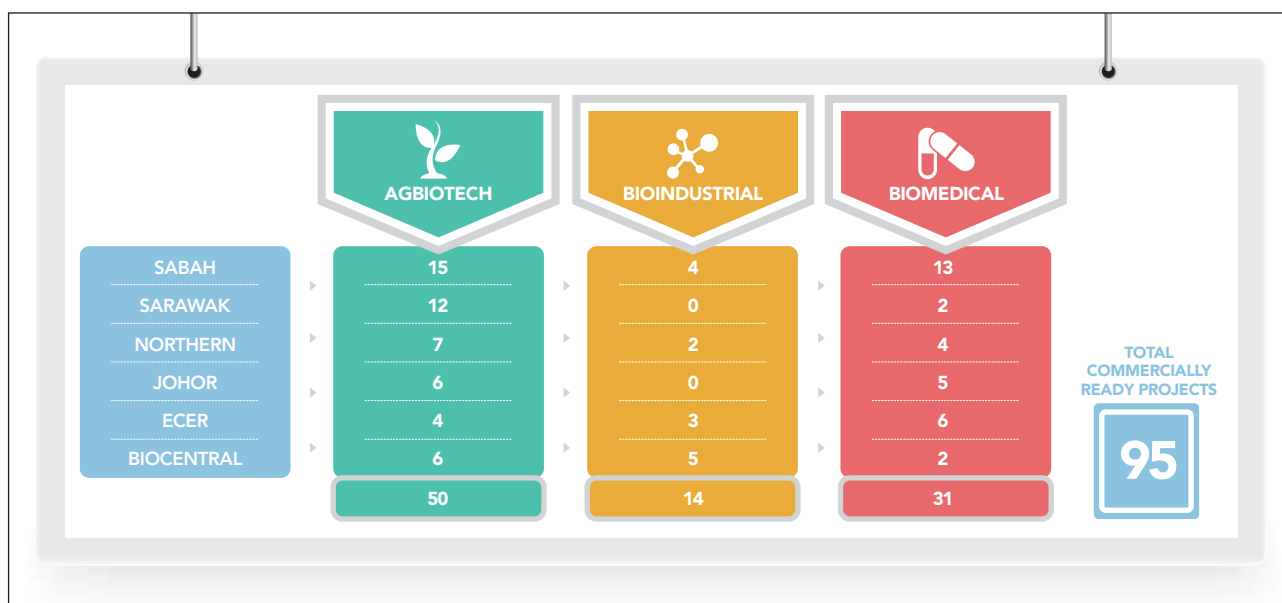 AGBIOTECH BIOINDUSTRIAL BIOMEDICAL
SABAH 15 4 13
SARAWAK 12 0 2
NORTHERN 7 2 4
JOHOR 6 0 5
ECER 4 3 6
BIOCENTRAL 6 5 2
50 14 31
TOTAL
COMMERCIALLY
READY PROJECTS
95